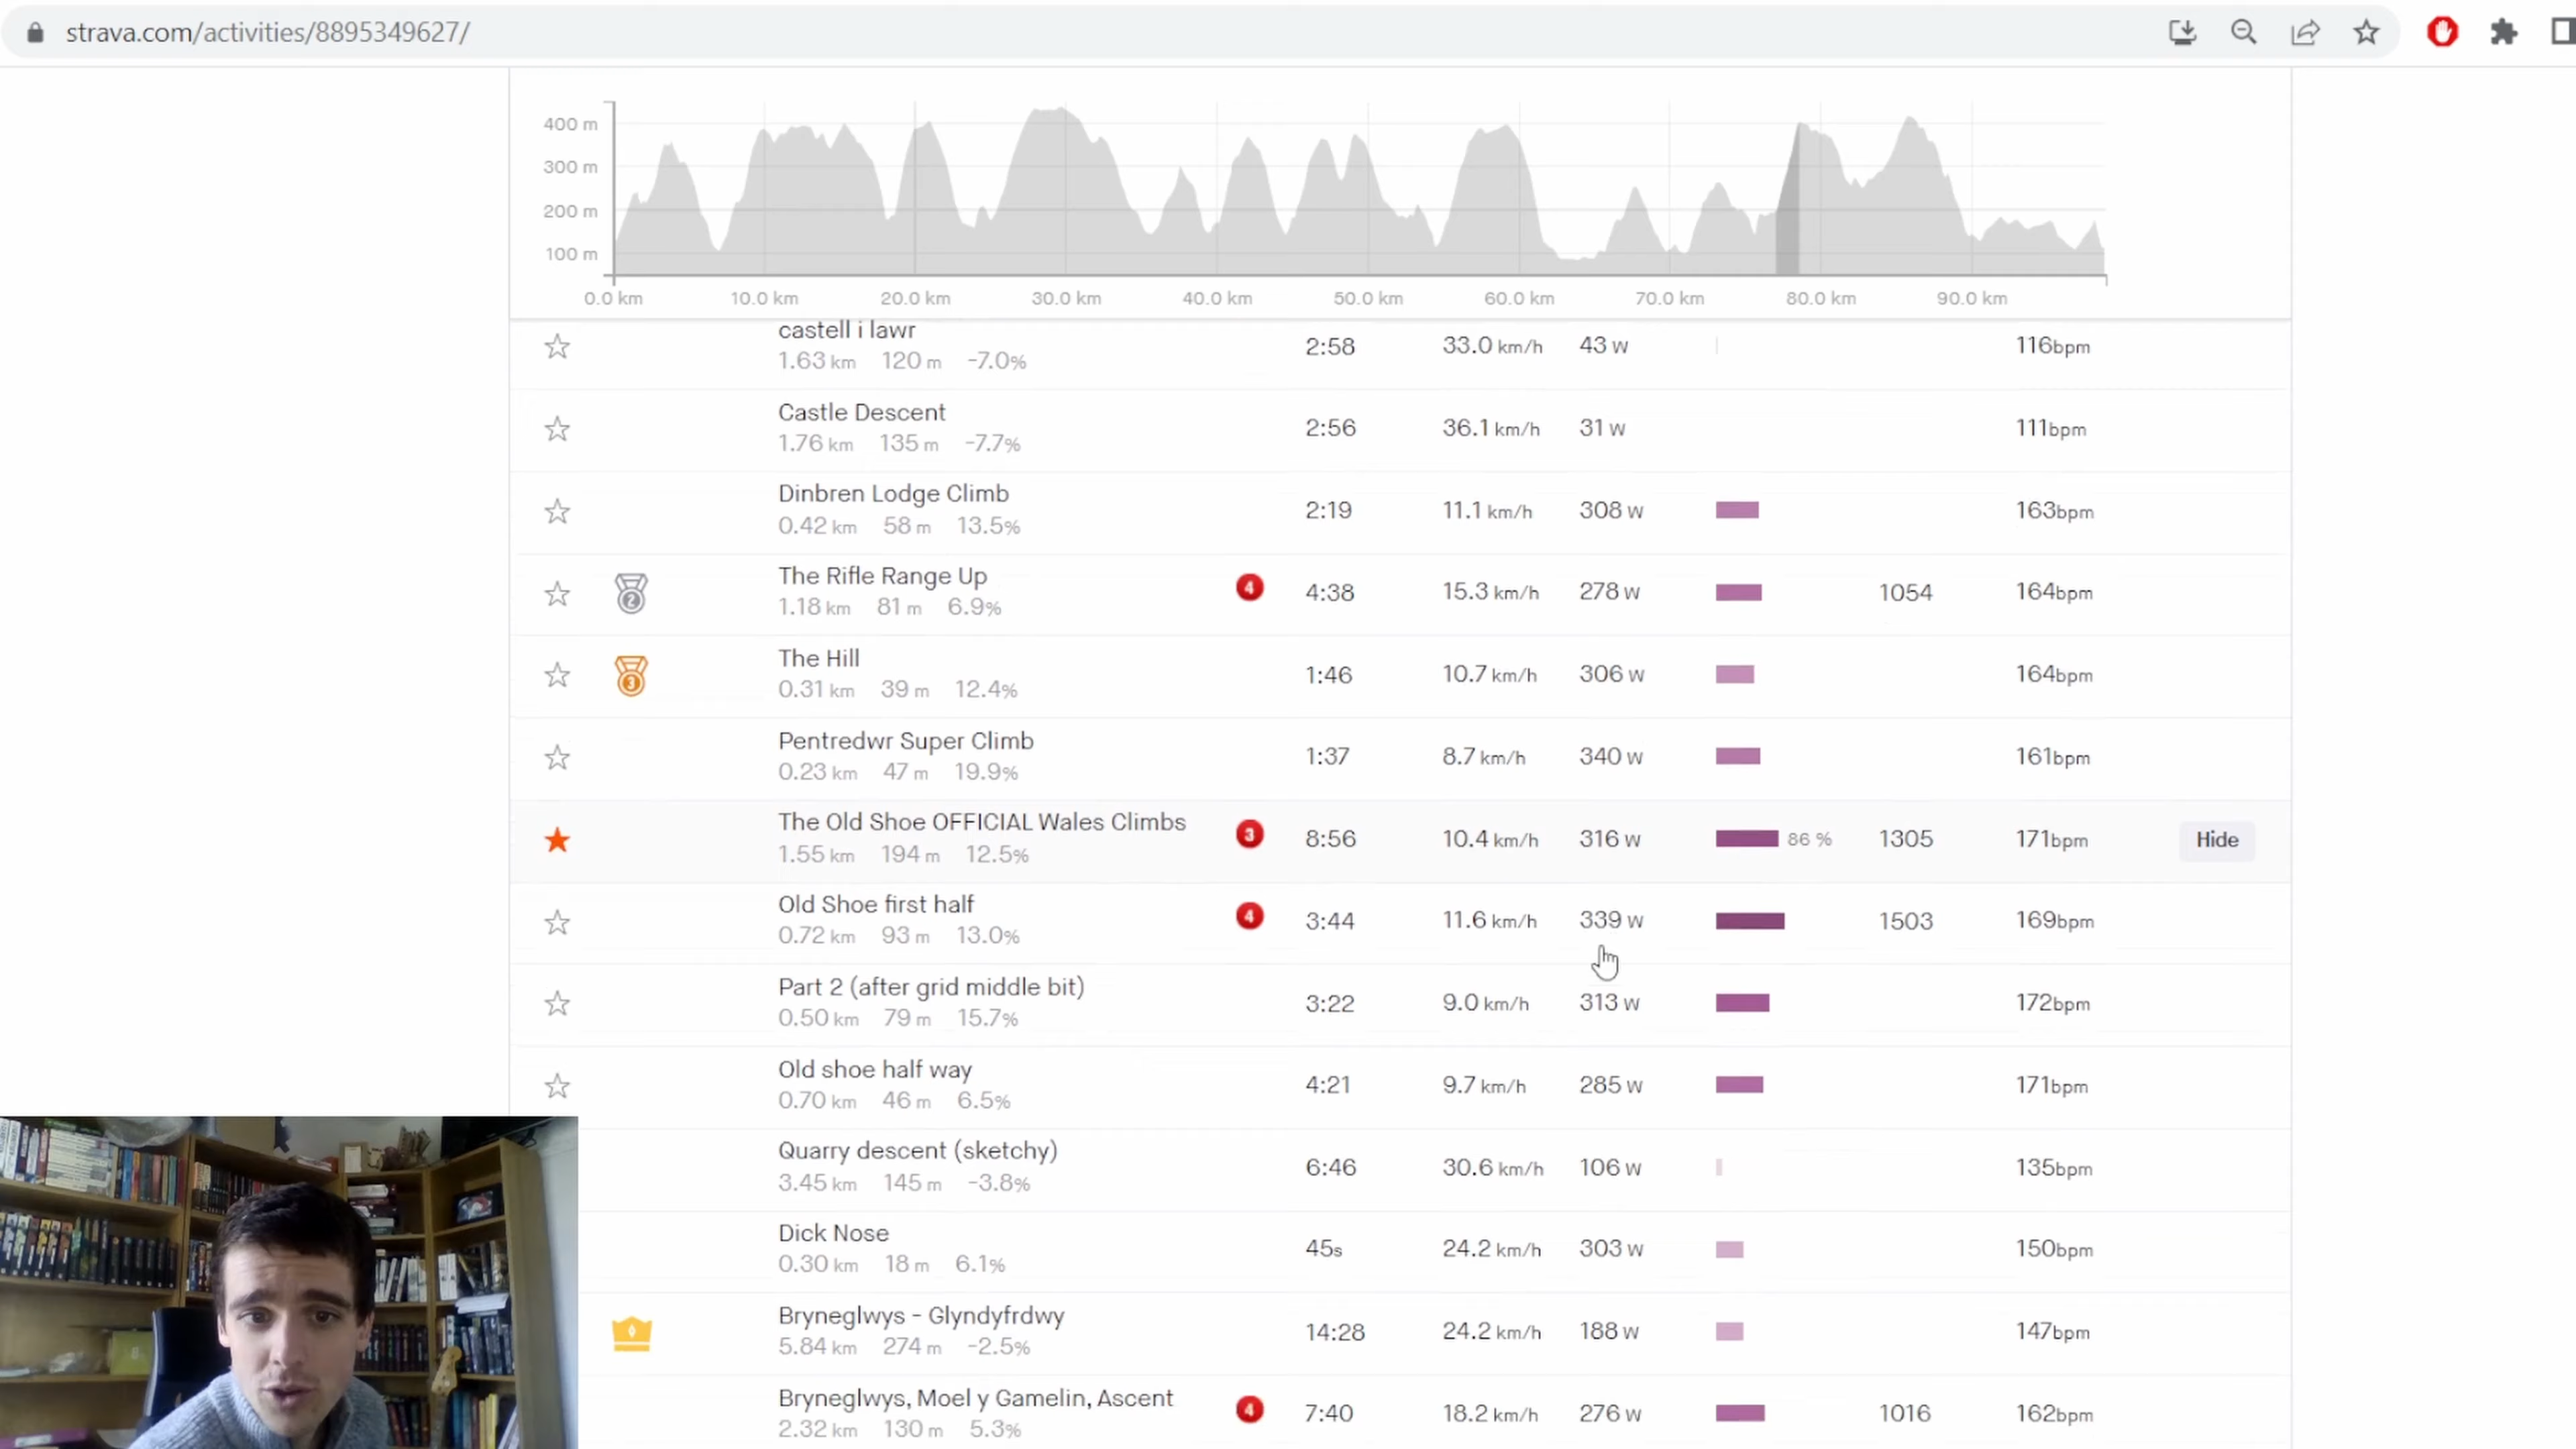 strava.com/activities/8895349627/
400 m
300 m
200 m
100 m
0.0 km 10.0 km 20.0 km 30.0 km 40.0 km 50.0 km 60.0 km 70.0 km 80.0 km 90.0 km
castell i lawr
1.63 km 120 m -7.0% 2:58 33.0 km/h 43 W 116bpm
Castle Descent
1.76 km 135 m -7.7% 2:56 36.1 km/h 31 W 111bpm
Dinbren Lodge Climb
0.42 km 58 m 13.5% 2:19 11.1 km/h 308 W 163bpm
2 The Rifle Range Up
1.18 km 81 m 6.9% 4 4:38 15.3 km/h 278 W 1054 164bpm
3 The Hill
0.31 km 39 m 12.4% 1:46 10.7 km/h 306 W 164bpm
Pentredwr Super Climb
0.23 km 47 m 19.9% 1:37 8.7 km/h 340 W 161bpm
The Old Shoe OFFICIAL Wales Climbs
1.55 km 194 m 12.5% 3 8:56 10.4 km/h 316 W 86 % 1305 171bpm Hide
Old Shoe first half
0.72 km 93 m 13.0% 4 3:44 11.6 km/h 339 W 1503 169bpm
Part 2 (after grid middle bit)
0.50 km 79 m 15.7% 3:22 9.0 km/h 313 W 172bpm
Old shoe half way
0.70 km 46 m 6.5% 4:21 9.7 km/h 285 W 171bpm
Quarry descent (sketchy)
3.45 km 145 m -3.8% 6:46 30.6 km/h 106 W 135bpm
Dick Nose
0.30 km 18 m 6.1% 45s 24.2 km/h 303 W 150bpm
Bryneglwys - Glyndyfrdwy
5.84 km 274 m -2.5% 14:28 24.2 km/h 188 W 147bpm
Bryneglwys, Moel y Gamelin, Ascent
2.32 km 130 m 5.3% 4 7:40 18.2 km/h 276 W 1016 162bpm